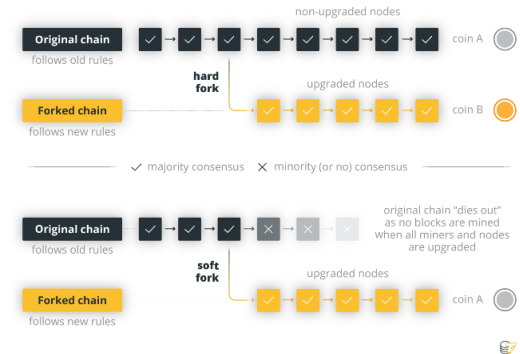 non-upgraded nodes
Original chain
coin A
follows old rules
hard
fork
upgraded nodes
Forked chain
coin B
follows new rules
majority consensus
minority (or no) consensus
Original chain
original chain “dies out”
as no blocks are mined
when all miners and nodes
are upgraded
follows old rules
soft
fork
upgraded nodes
Forked chain
coin A
follows new rules